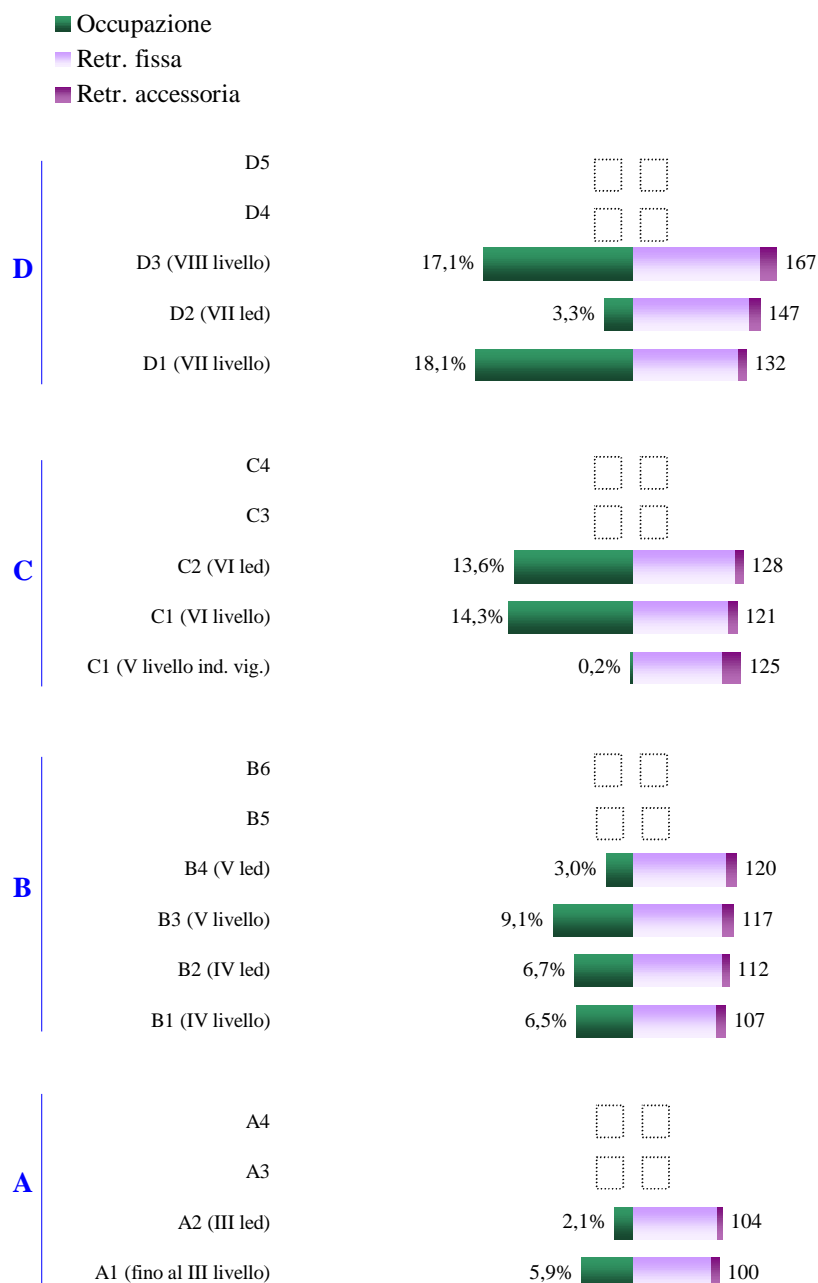 Occupazione
Retr. fissa
Retr. accessoria
D5
D4
D
D3 (VIII livello) 17,1% 167
D2 (VII led) 3,3% 147
D1 (VII livello) 18,1% 132
C4
C3
C
C2 (VI led) 13,6% 128
C1 (VI livello) 14,3% 121
C1 (V livello ind. vig.) 0,2% 125
B6
B5
B4 (V led) 3,0% 120
B
B3 (V livello) 9,1% 117
B2 (IV led) 6,7% 112
B1 (IV livello) 6,5% 107
A4
A3
A
A2 (III led) 2,1% 104
A1 (fino al III livello) 5,9% 100